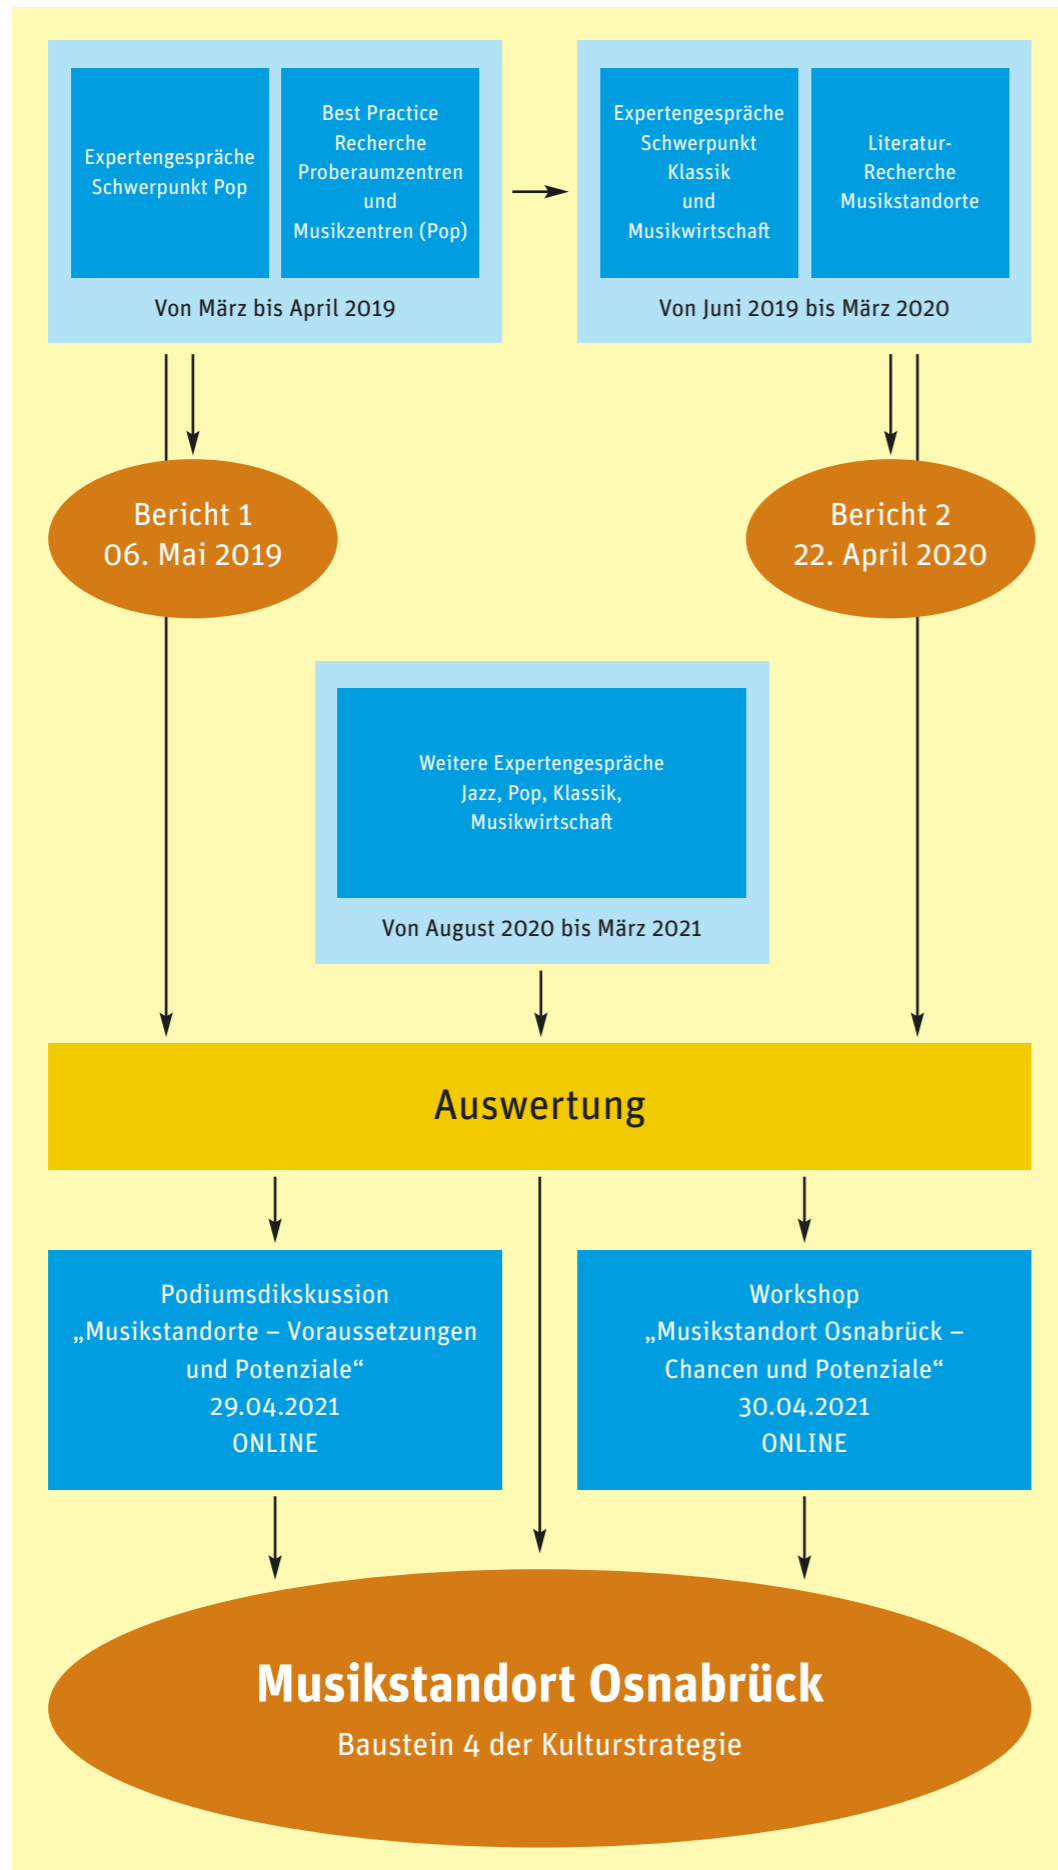 Expertengespräche
Schwerpunkt Pop
Best Practice
Recherche
Proberaumzentren
und
Musikzentren (Pop)
Von März bis April 2019
Expertengespräche
Schwerpunkt
Klassik
und
Musikwirtschaft
Literatur-
Recherche
Musikstandorte
Von Juni 2019 bis März 2020
Bericht 1
06. Mai 2019
Bericht 2
22. April 2020
Weitere Expertengespräche
Jazz, Pop, Klassik,
Musikwirtschaft
Von August 2020 bis März 2021
Auswertung
Podiumsdikskussion
„Musikstandorte – Voraussetzungen
und Potenziale“
29.04.2021
ONLINE
Workshop
„Musikstandort Osnabrück –
Chancen und Potenziale“
30.04.2021
ONLINE
Musikstandort Osnabrück
Baustein 4 der Kulturstrategie